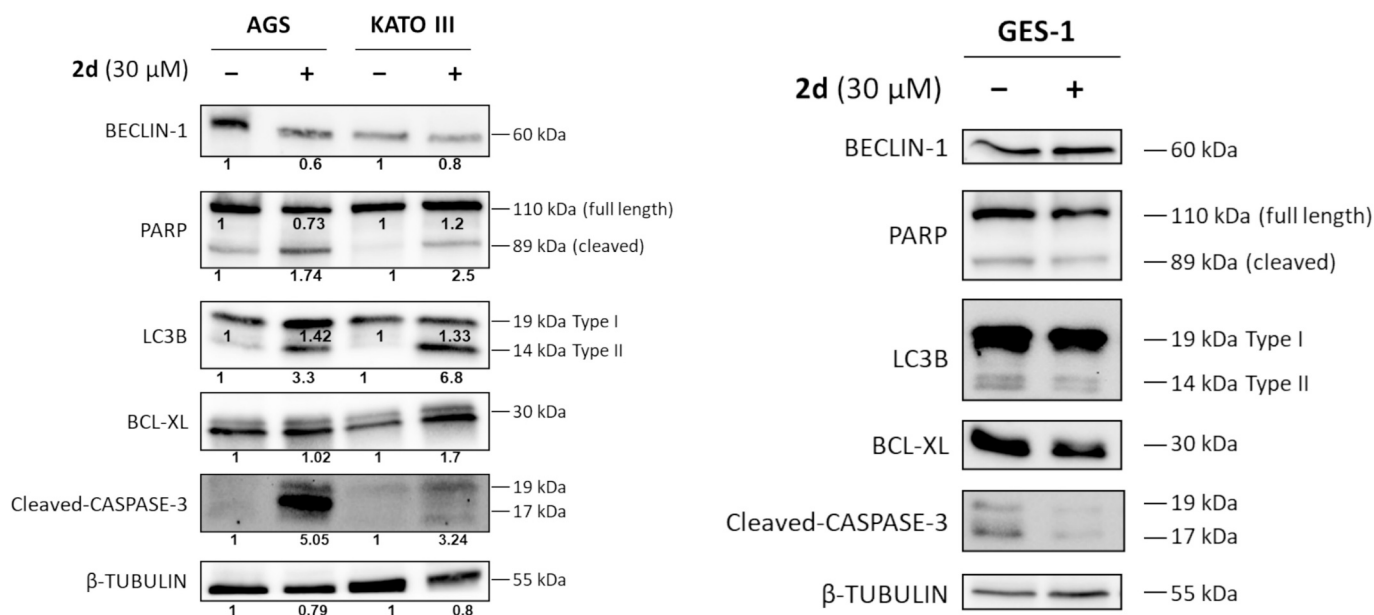 AGS KATO III
2d (30 µM) – + – +
BECLIN-1 60 kDa
1 0.6 1 0.8
PARP 110 kDa (full length)
1 0.73 1 1.2
89 kDa (cleaved)
1 1.74 1 2.5
LC3B 19 kDa Type I
1 1.42 1 1.33
14 kDa Type II
1 3.3 1 6.8
BCL-XL 30 kDa
1 1.02 1 1.7
Cleaved-CASPASE-3 19 kDa
17 kDa
1 5.05 1 3.24
β-TUBULIN 55 kDa
1 0.79 1 0.8
GES-1
2d (30 µM) – +
BECLIN-1 60 kDa
PARP 110 kDa (full length)
89 kDa (cleaved)
LC3B 19 kDa Type I
14 kDa Type II
BCL-XL 30 kDa
Cleaved-CASPASE-3 19 kDa
17 kDa
β-TUBULIN 55 kDa